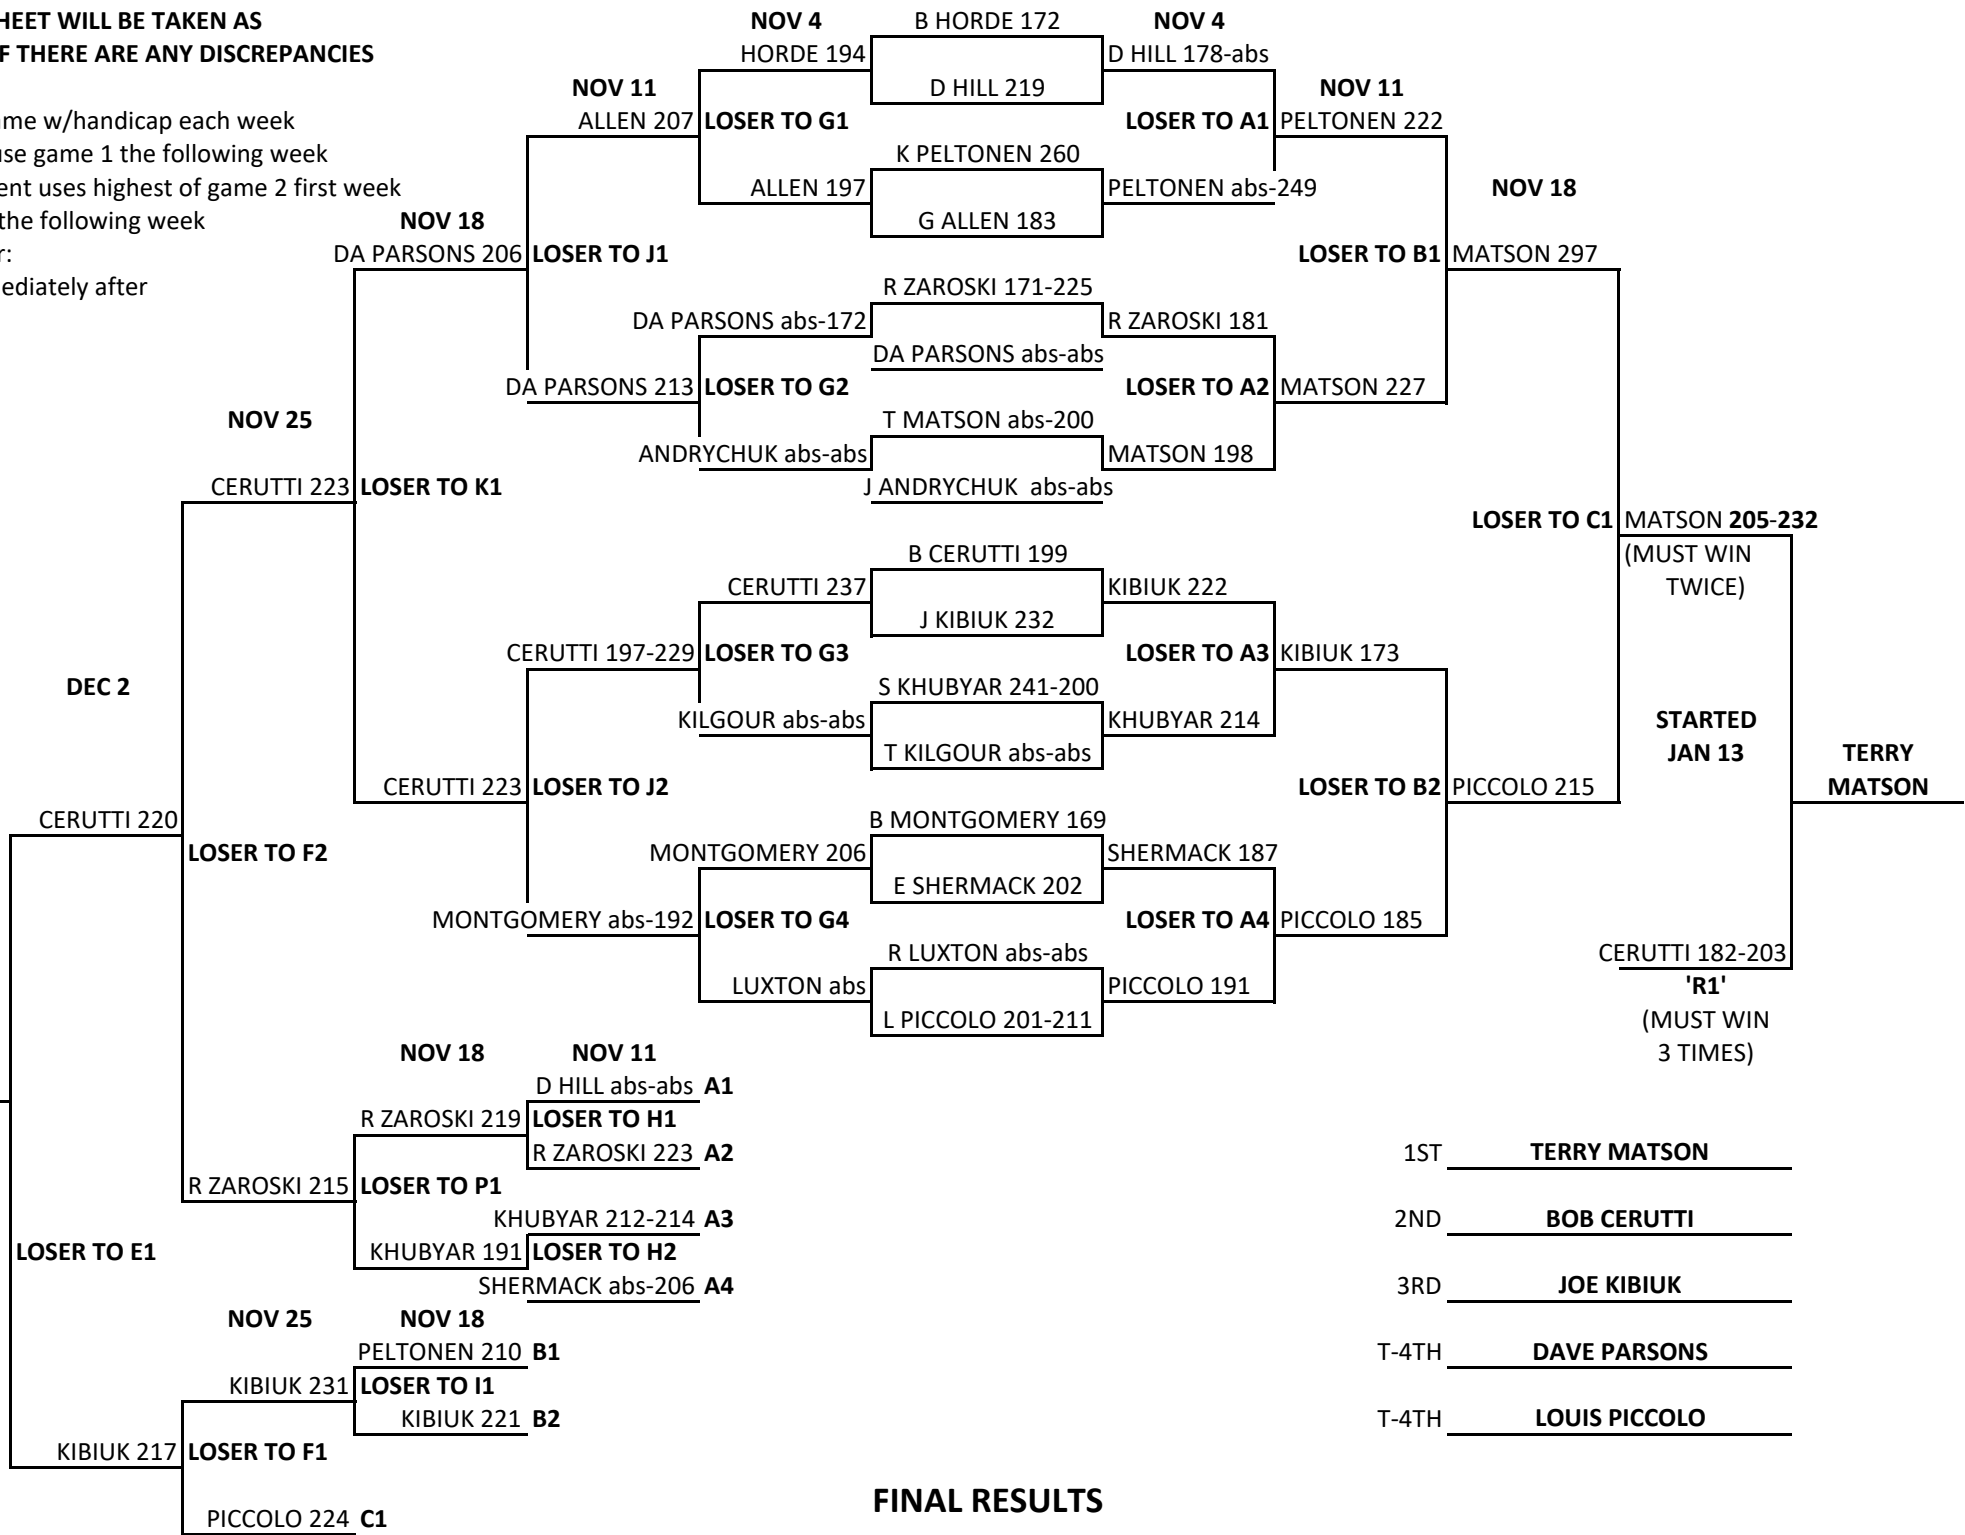 HEET WILL BE TAKEN AS
F THERE ARE ANY DISCREPANCIES
ame w/handicap each week
use game 1 the following week
ent uses highest of game 2 first week
the following week
r:
ediately after
NOV 4
B HORDE 172
NOV 4
HORDE 194
D HILL 178-abs
NOV 11
D HILL 219
NOV 11
ALLEN 207
LOSER TO G1
LOSER TO A1
PELTONEN 222
K PELTONEN 260
ALLEN 197
PELTONEN abs-249
NOV 18
NOV 18
G ALLEN 183
DA PARSONS 206
LOSER TO J1
LOSER TO B1
MATSON 297
R ZAROSKI 171-225
DA PARSONS abs-172
R ZAROSKI 181
DA PARSONS abs-abs
DA PARSONS 213
LOSER TO G2
LOSER TO A2
MATSON 227
NOV 25
T MATSON abs-200
ANDRYCHUK abs-abs
MATSON 198
CERUTTI 223
LOSER TO K1
J ANDRYCHUK abs-abs
LOSER TO C1
MATSON 205-232
B CERUTTI 199
(MUST WIN
TWICE)
CERUTTI 237
KIBIUK 222
J KIBIUK 232
CERUTTI 197-229
LOSER TO G3
LOSER TO A3
KIBIUK 173
DEC 2
S KHUBYAR 241-200
KILGOUR abs-abs
KHUBYAR 214
STARTED
JAN 13
T KILGOUR abs-abs
TERRY
MATSON
CERUTTI 223
LOSER TO J2
LOSER TO B2
PICCOLO 215
CERUTTI 220
B MONTGOMERY 169
LOSER TO F2
MONTGOMERY 206
SHERMACK 187
E SHERMACK 202
MONTGOMERY abs-192
LOSER TO G4
LOSER TO A4
PICCOLO 185
R LUXTON abs-abs
CERUTTI 182-203
LUXTON abs
PICCOLO 191
'R1'
L PICCOLO 201-211
(MUST WIN
3 TIMES)
NOV 18
NOV 11
D HILL abs-abs A1
R ZAROSKI 219
LOSER TO H1
R ZAROSKI 223 A2
R ZAROSKI 215
LOSER TO P1
KHUBYAR 212-214 A3
LOSER TO E1
KHUBYAR 191
LOSER TO H2
SHERMACK abs-206 A4
NOV 25
NOV 18
PELTONEN 210 B1
KIBIUK 231
LOSER TO I1
KIBIUK 221 B2
KIBIUK 217
LOSER TO F1
PICCOLO 224 C1
1ST TERRY MATSON
2ND BOB CERUTTI
3RD JOE KIBIUK
T-4TH DAVE PARSONS
T-4TH LOUIS PICCOLO
FINAL RESULTS